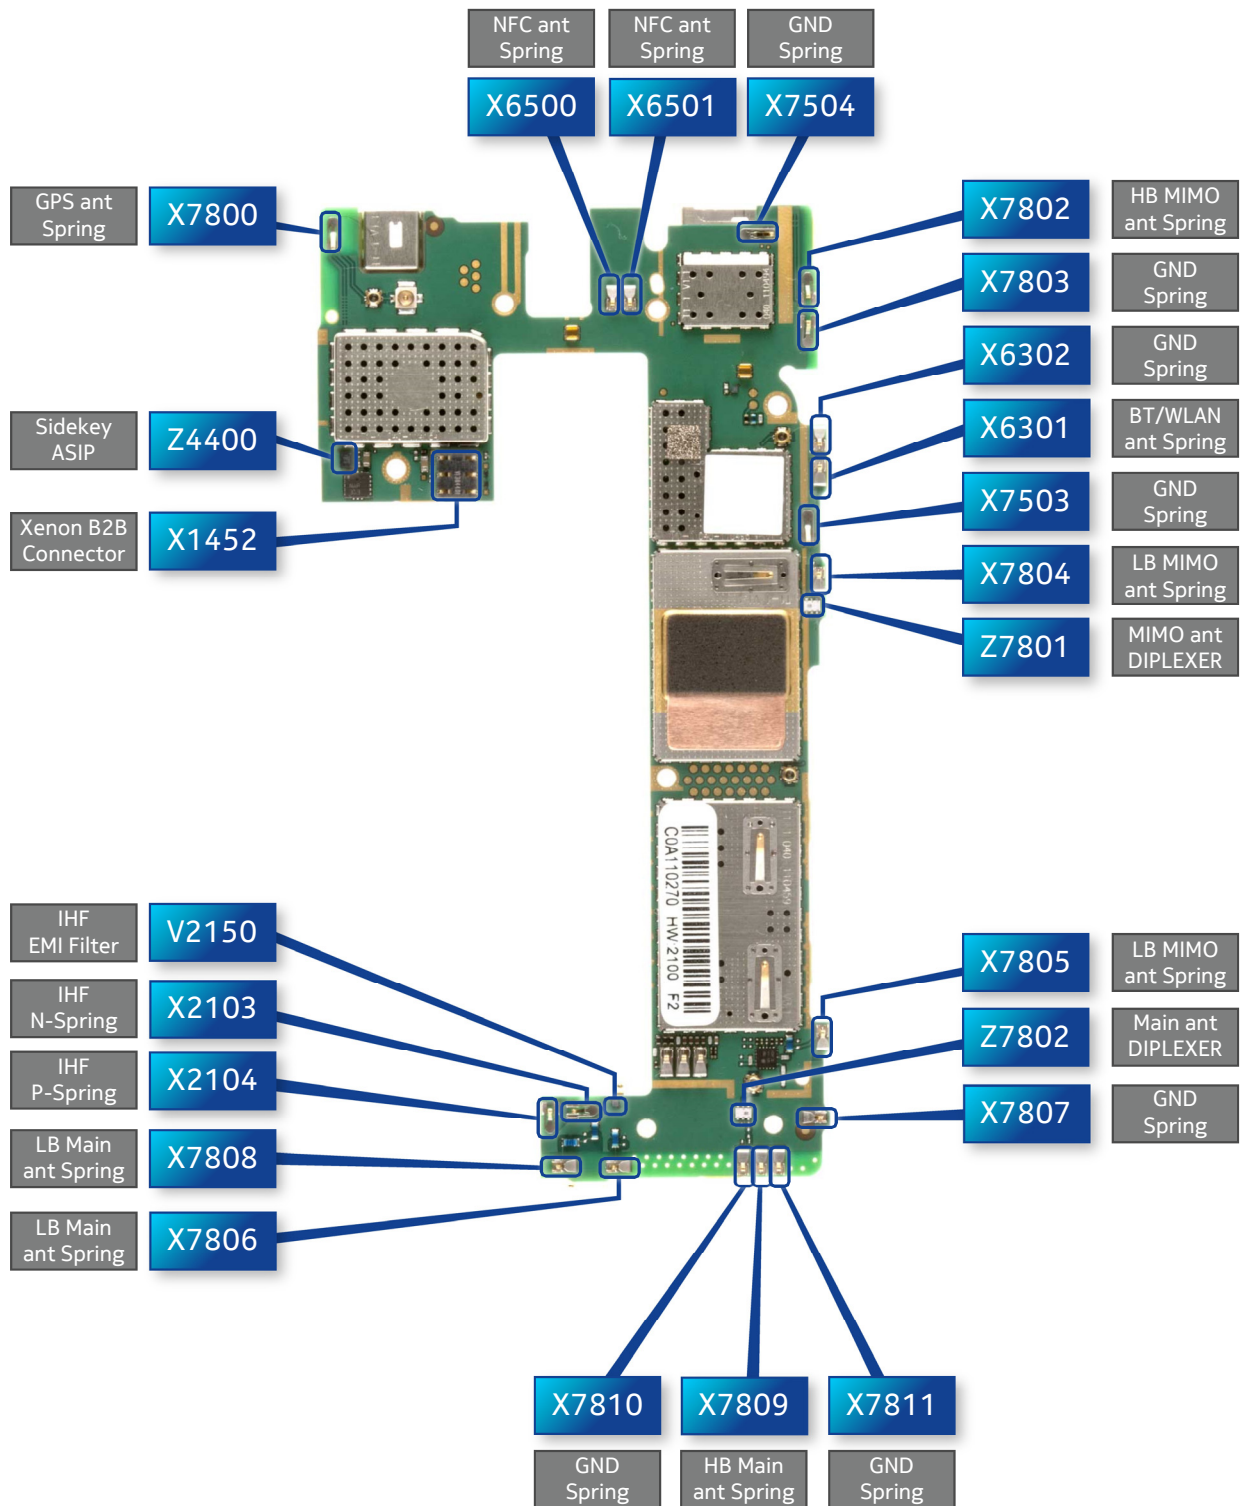 NFC ant
Spring
NFC ant
Spring
GND
Spring
X6500
X6501
X7504
GPS ant
Spring
X7800
X7802
HB MIMO
ant Spring
X7803
GND
Spring
X6302
GND
Spring
Sidekey
ASIP
Z4400
X6301
BT/WLAN
ant Spring
Xenon B2B
Connector
X1452
X7503
GND
Spring
X7804
LB MIMO
ant Spring
Z7801
MIMO ant
DIPLEXER
C0A110270 HW 2100 F2
IHF
EMI Filter
V2150
X7805
LB MIMO
ant Spring
IHF
N-Spring
X2103
Z7802
Main ant
DIPLEXER
IHF
P-Spring
X2104
X7807
GND
Spring
LB Main
ant Spring
X7808
LB Main
ant Spring
X7806
X7810
X7809
X7811
GND
Spring
HB Main
ant Spring
GND
Spring